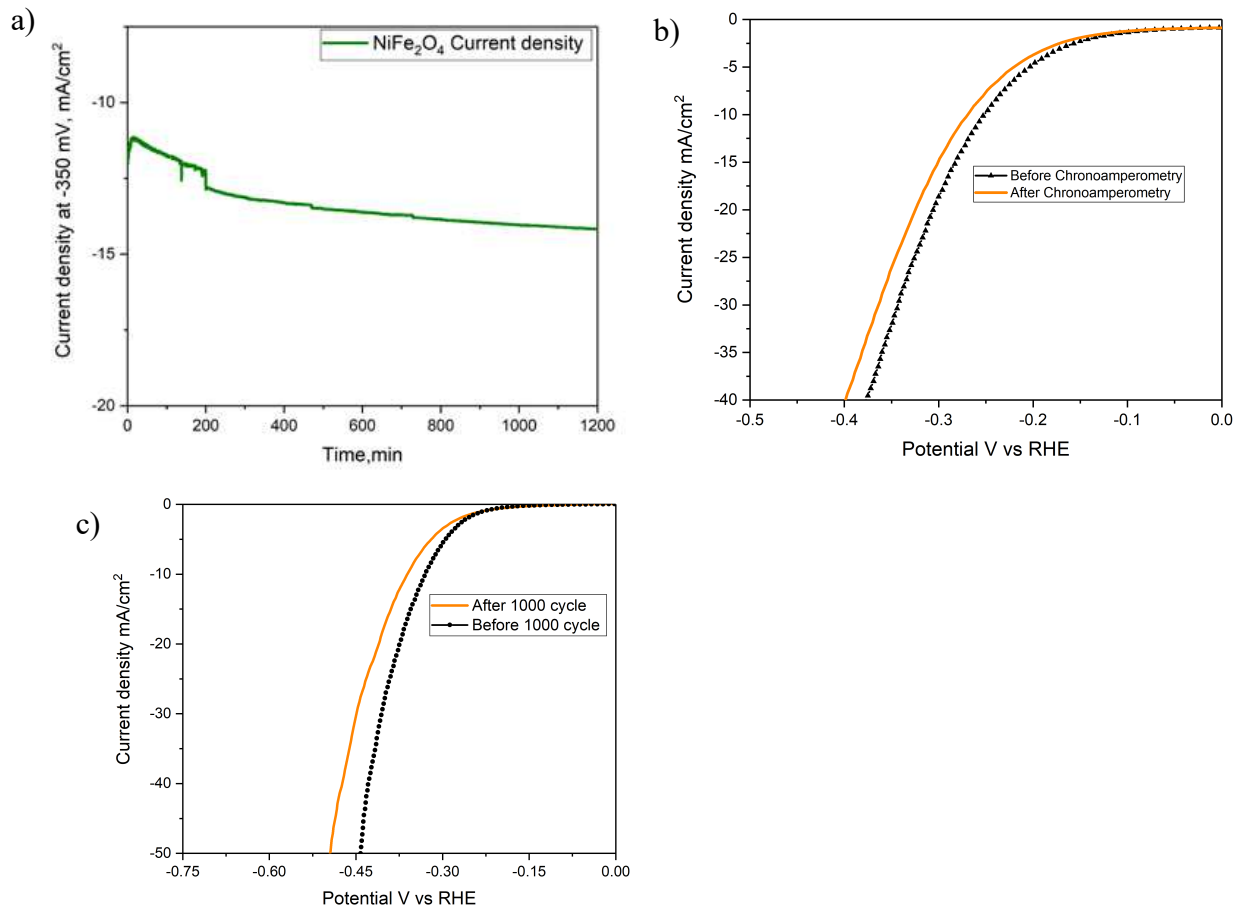 a)
NiFe₂O₄ Current density
Current density at -350 mV, mA/cm²
-10
-15
-20
0 200 400 600 800 1000 1200
Time,min
b)
Current density mA/cm²
0
-5
-10
-15
-20
-25
-30
-35
-40
Before Chronoamperometry
After Chronoamperometry
-0.5 -0.4 -0.3 -0.2 -0.1 0.0
Potential V vs RHE
c)
Current density mA/cm²
0
-10
-20
-30
-40
-50
After 1000 cycle
Before 1000 cycle
-0.75 -0.60 -0.45 -0.30 -0.15 0.00
Potential V vs RHE